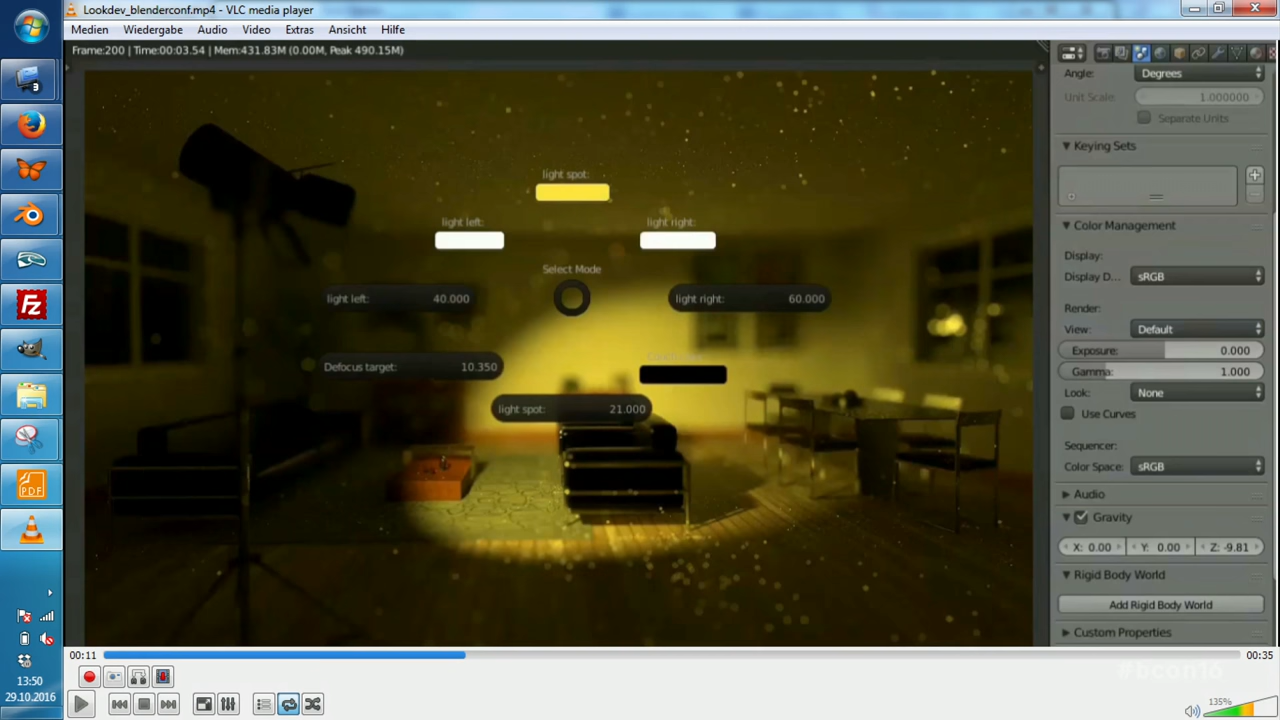 Lookdev_blenderconf.mp4 - VLC media player
Medien Wiedergabe Audio Video Extras Ansicht Hilfe
Frame:200 | Time:00:03.54 | Mem:431.83M (0.00M, Peak 490.15M)
Angle: Degrees
Unit Scale: 1.000000
Separate Units
Keying Sets
Color Management
Display:
Display D... sRGB
Render:
View: Default
Exposure: 0.000
Gamma: 1.000
Look: None
Use Curves
Sequencer:
Color Space: sRGB
Audio
Gravity
X: 0.00 Y: 0.00 Z: -9.81
Rigid Body World
Add Rigid Body World
Custom Properties
light spot:
light left: light right:
Select Mode
light left: 40.000 light right: 60.000
Defocus target: 10.350
light spot: 21.000
3
Fz
PDF
13:50
29.10.2016
00:11 00:35
#bcon16
135%